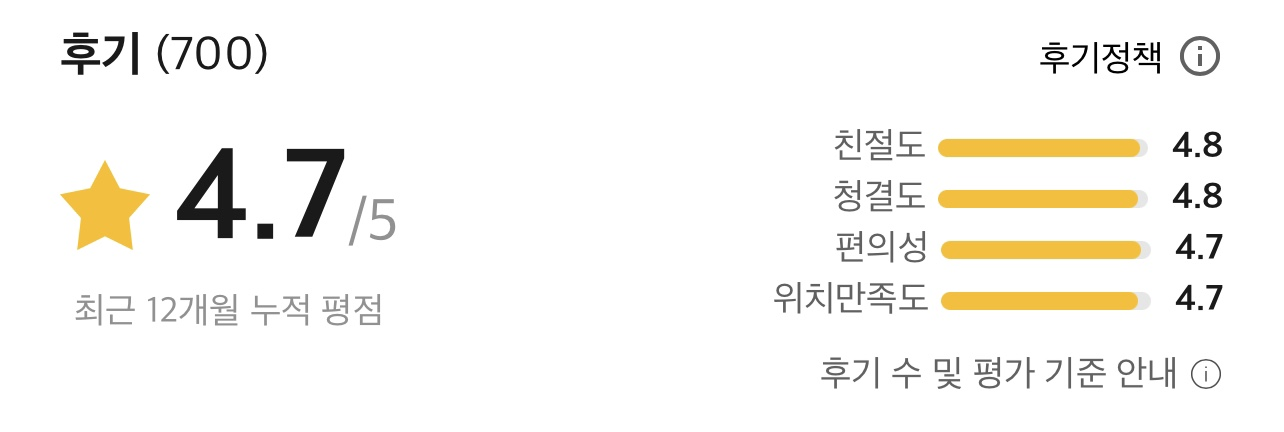 후기 (700)
후기정책
4.7/5
최근 12개월 누적 평점
친절도 4.8
청결도 4.8
편의성 4.7
위치만족도 4.7
후기 수 및 평가 기준 안내